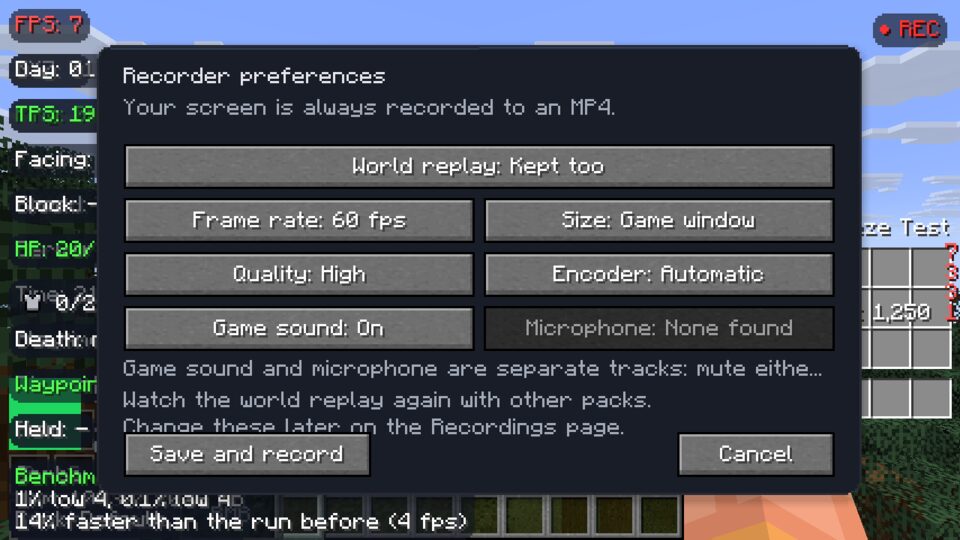 FPS: 7
REC
Day: 01
TPS: 19
Facing:
Block: -
HP: 20/
0/2
Death:
Waypoin
Held: -
Benchm
1% low 4, 0.1% low 4
14% faster than the run before (4 fps)
Recorder preferences
Your screen is always recorded to an MP4.
World replay: Kept too
Frame rate: 60 fps
Size: Game window
Quality: High
Encoder: Automatic
Game sound: On
Microphone: None found
Game sound and microphone are separate tracks: mute eithe...
Watch the world replay again with other packs.
Change these later on the Recordings page.
Save and record
Cancel
ze Test
1,250